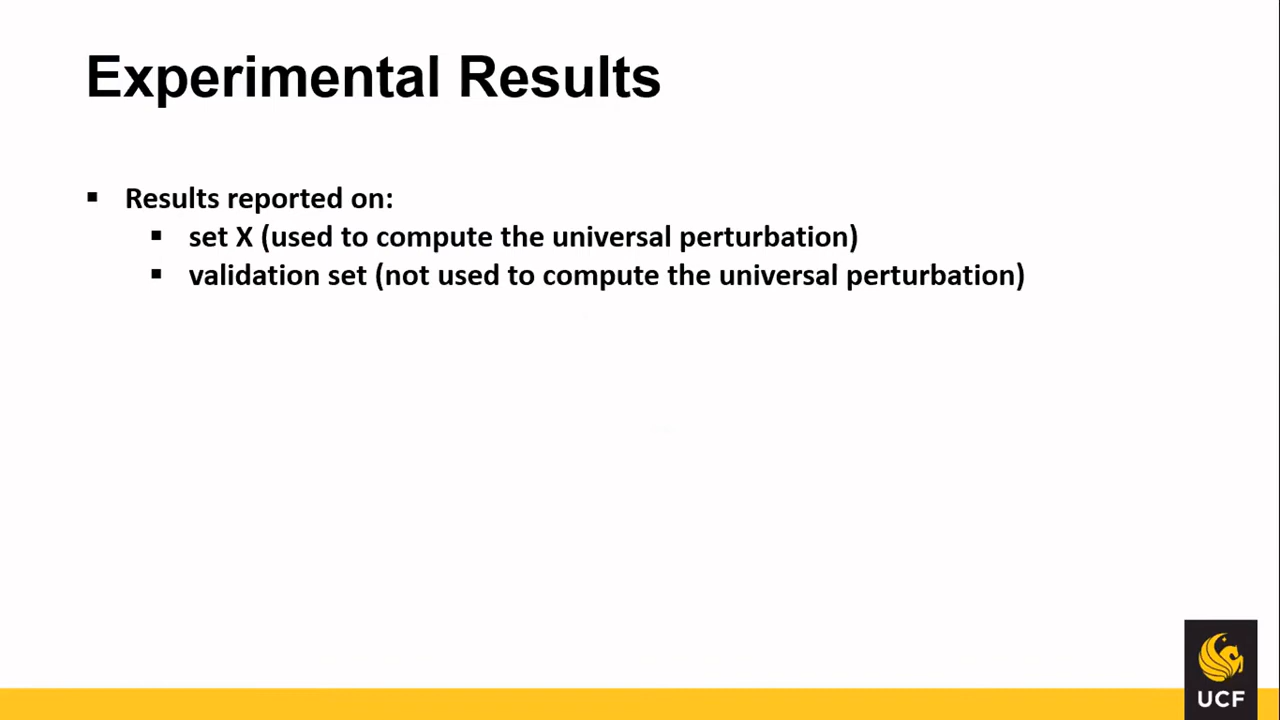 Experimental Results
▪ Results reported on:
▪ set X (used to compute the universal perturbation)
▪ validation set (not used to compute the universal perturbation)
UCF